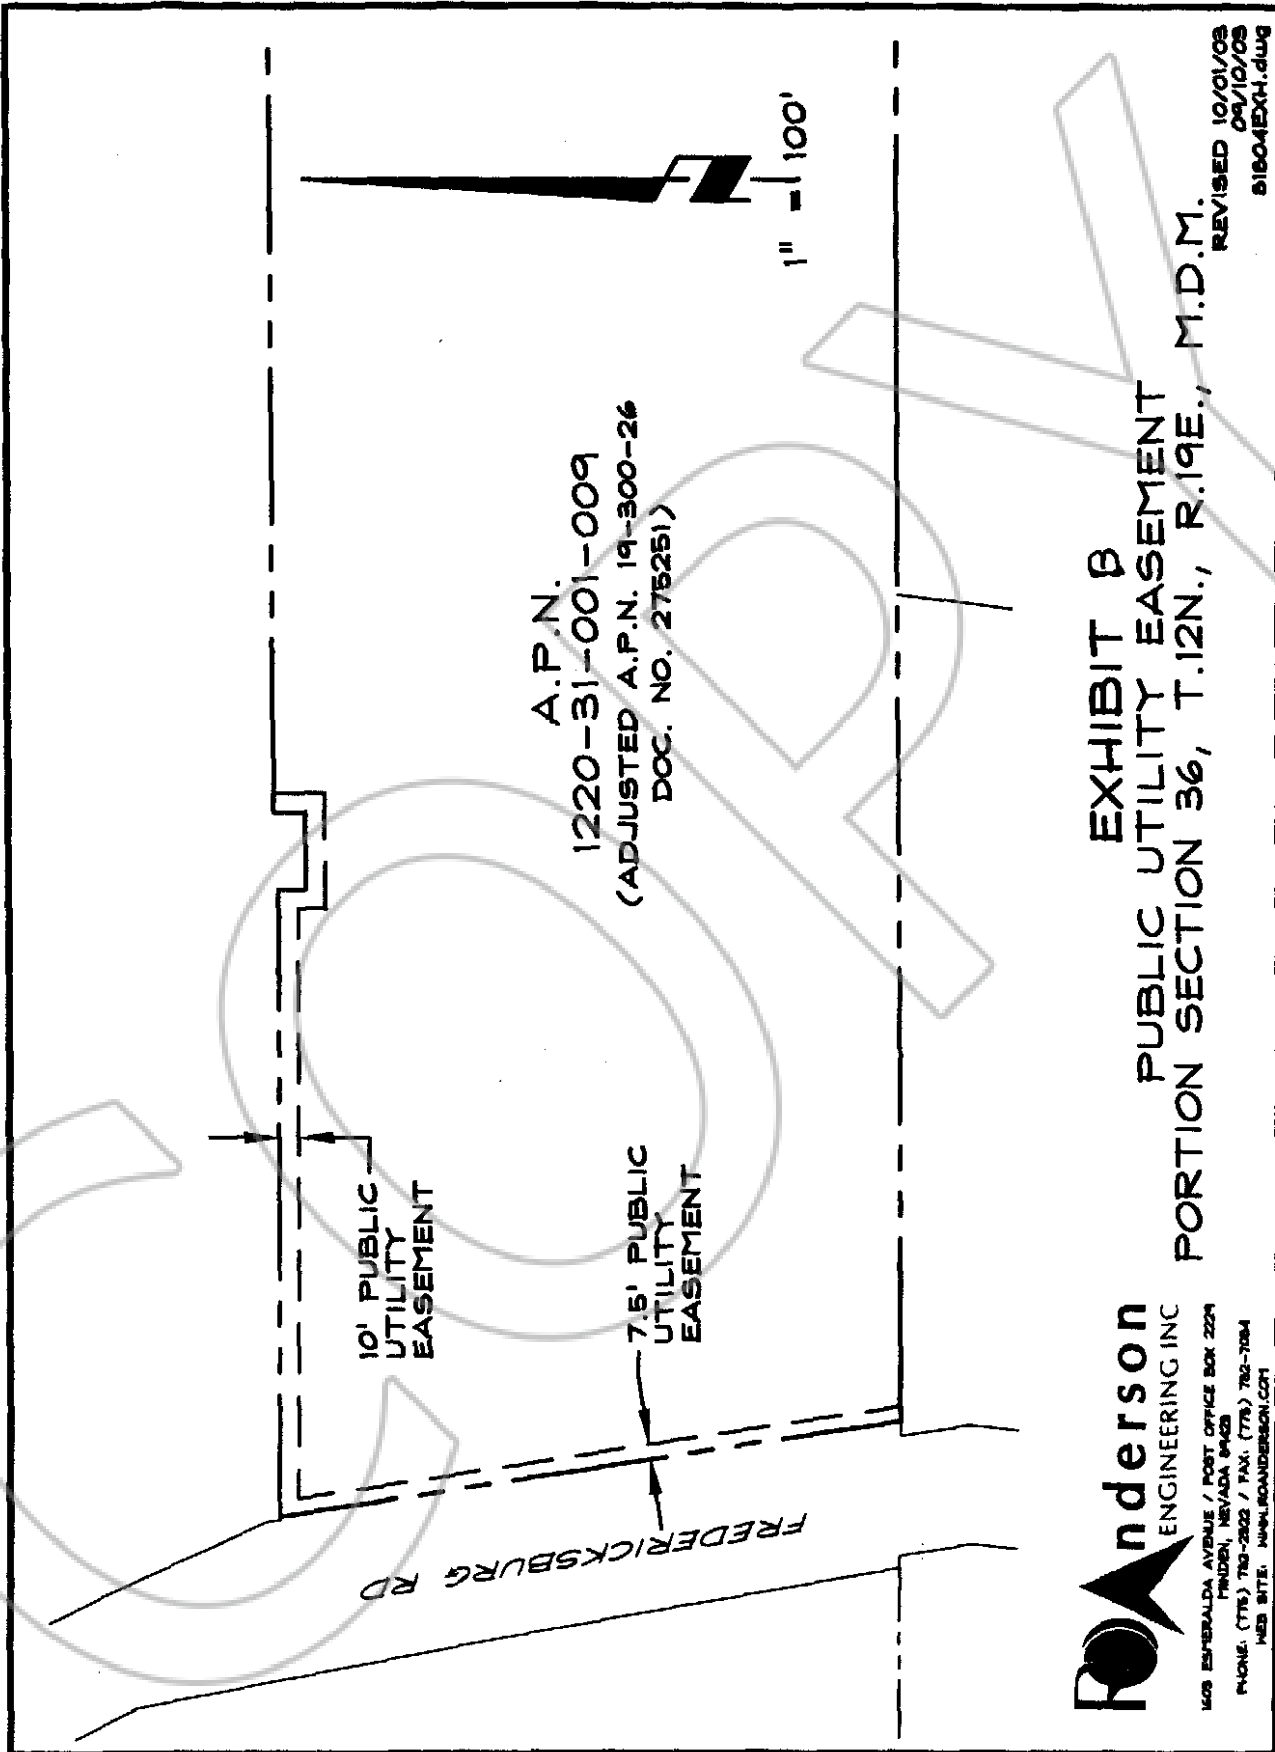 1" = 100'
A.P.N.
1220-31-001-009
(ADJUSTED A.P.N. 19-300-26
DOC. NO. 275251)
10' PUBLIC
UTILITY
EASEMENT
7.5' PUBLIC
UTILITY
EASEMENT
FREDERICKSBURG RD
EXHIBIT B
PUBLIC UTILITY EASEMENT
PORTION SECTION 36, T.12N., R.19E., M.D.M.
REVISED 10/01/03
09/10/03
81804EXH.dwg
ROAnderson
ENGINEERING INC
1603 ESMERALDA AVENUE / POST OFFICE BOX 2229
MINDEN, NEVADA 89423
PHONE: (775) 782-2322 / FAX: (775) 782-7084
WEB SITE: WWW.ROANDERSON.COM
COPY